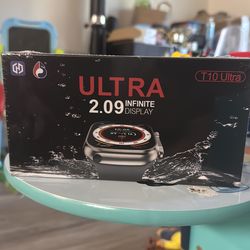 T10 Ultra
ULTRA
2.09 INFINITE
DISPLAY